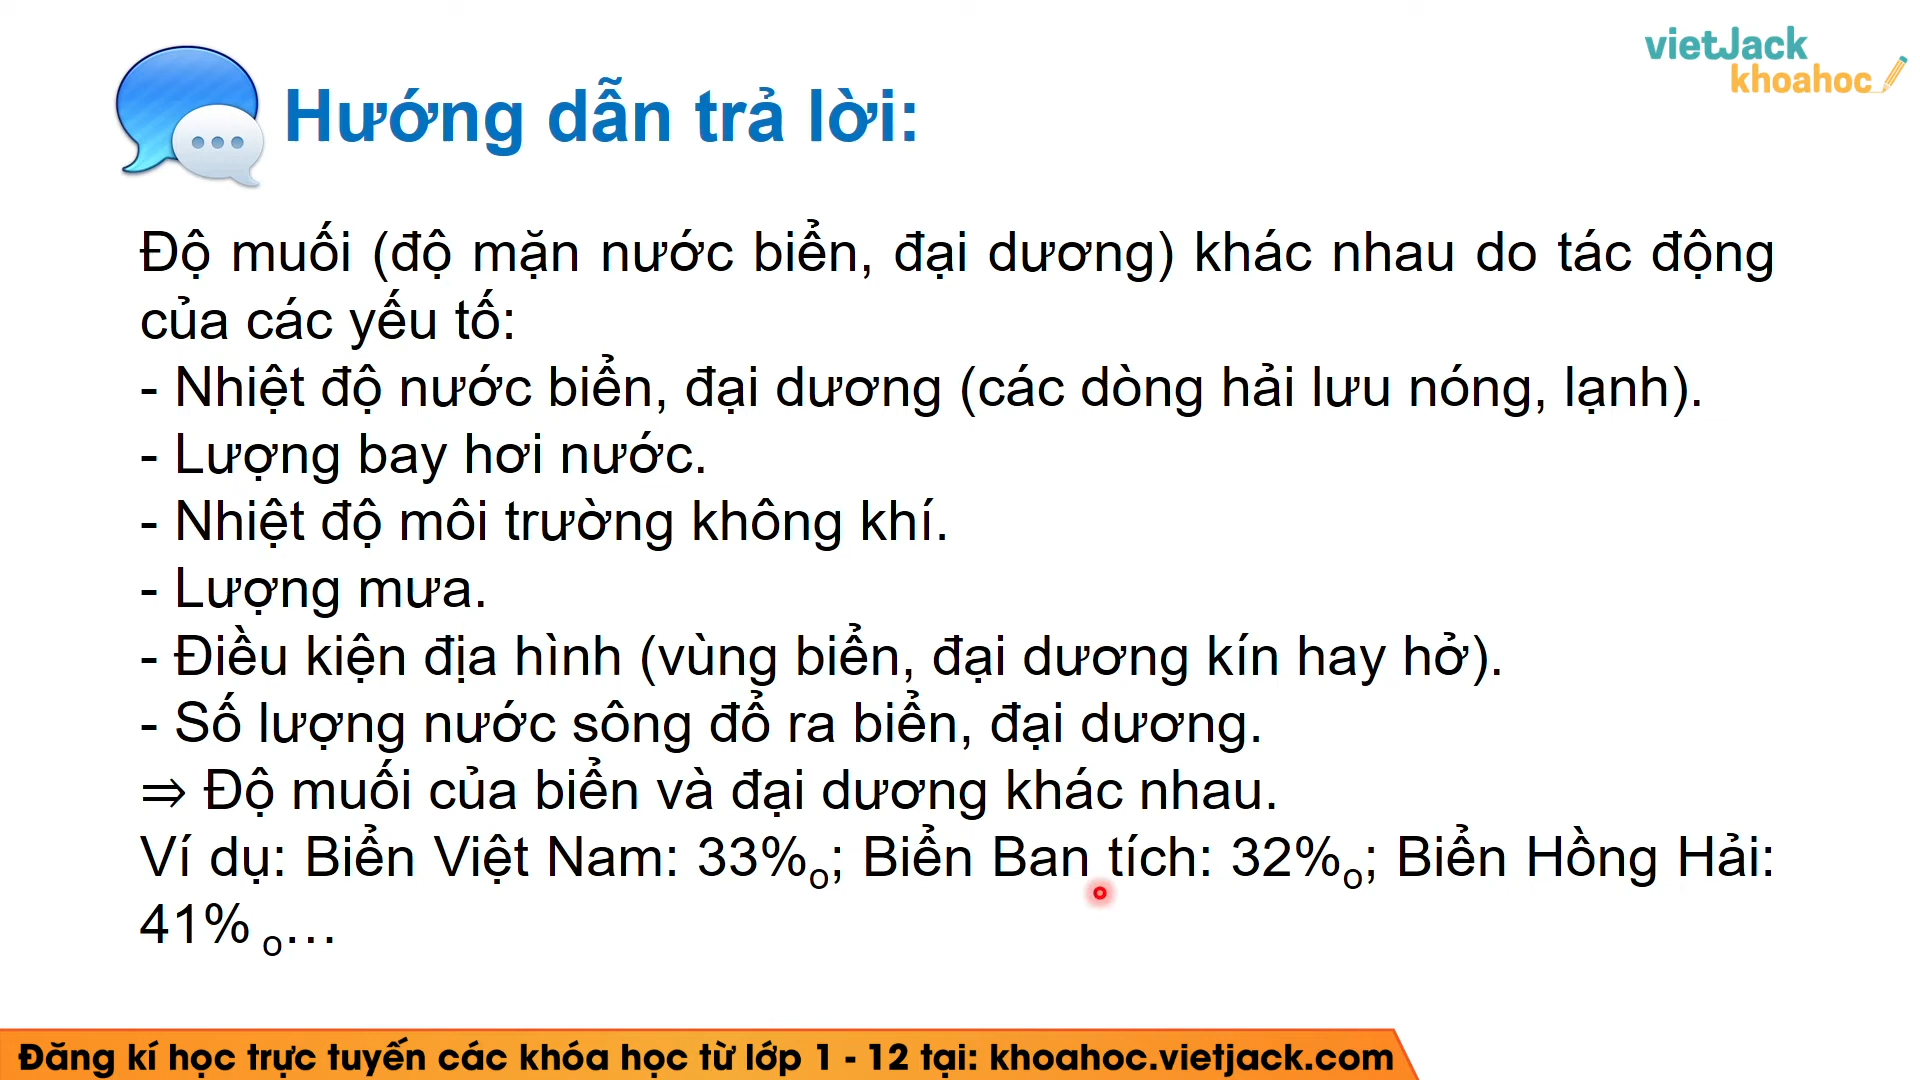 vietJack
khoahoc
Hướng dẫn trả lời:
Độ muối (độ mặn nước biển, đại dương) khác nhau do tác động
của các yếu tố:
- Nhiệt độ nước biển, đại dương (các dòng hải lưu nóng, lạnh).
- Lượng bay hơi nước.
- Nhiệt độ môi trường không khí.
- Lượng mưa.
- Điều kiện địa hình (vùng biển, đại dương kín hay hở).
- Số lượng nước sông đổ ra biển, đại dương.
⇒ Độ muối của biển và đại dương khác nhau.
Ví dụ: Biển Việt Nam: 33%o; Biển Ban tích: 32%o; Biển Hồng Hải:
41% o…
Đăng kí học trực tuyến các khóa học từ lớp 1 - 12 tại: khoahoc.vietjack.com